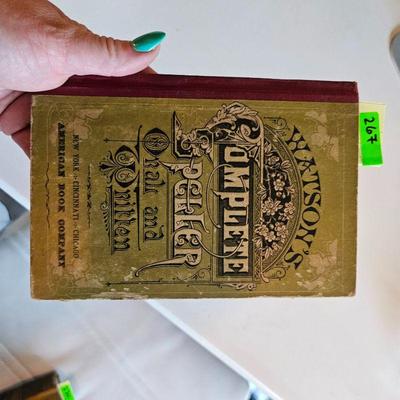 WATSON'S
COMPLETE
SPELLER
Oral and
Written
NEW YORK · CINCINNATI · CHICAGO
AMERICAN BOOK COMPANY
267